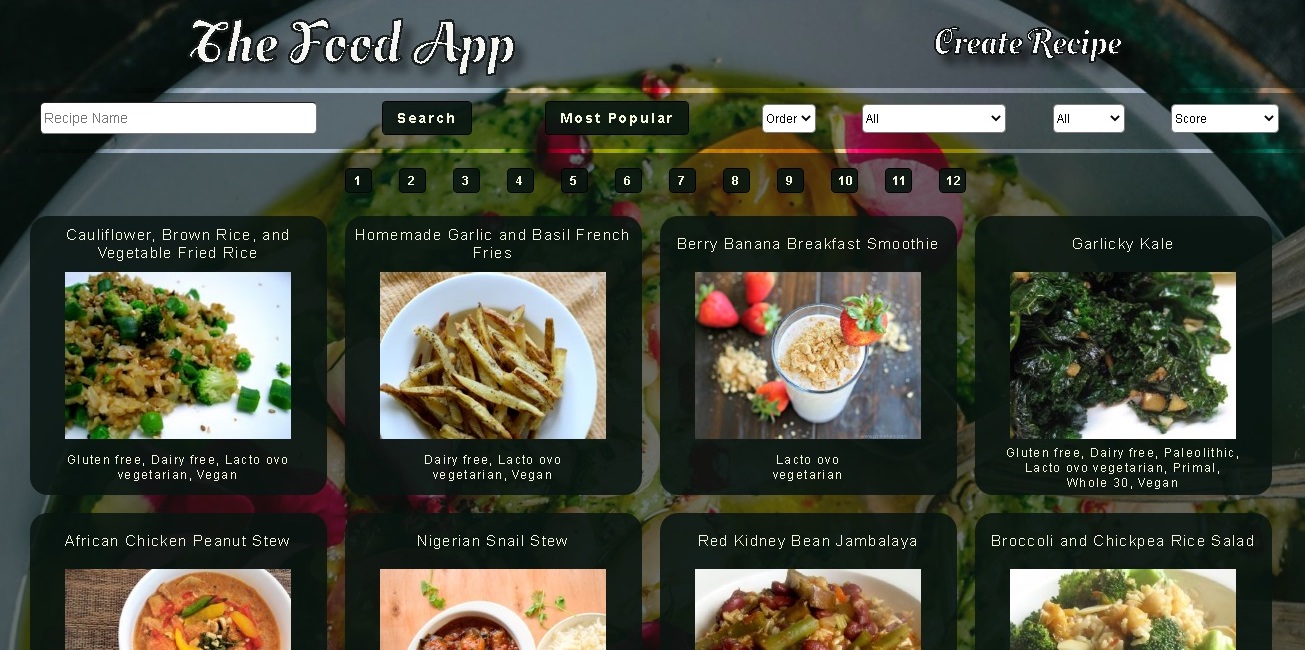 The Food App
Create Recipe
Recipe Name
Search
Most Popular
Order
All
All
Score
1 2 3 4 5 6 7 8 9 10 11 12
Cauliflower, Brown Rice, and
Vegetable Fried Rice
Gluten free, Dairy free, Lacto ovo
vegetarian, Vegan
Homemade Garlic and Basil French
Fries
Dairy free, Lacto ovo
vegetarian, Vegan
Berry Banana Breakfast Smoothie
Lacto ovo
vegetarian
Garlicky Kale
Gluten free, Dairy free, Paleolithic,
Lacto ovo vegetarian, Primal,
Whole 30, Vegan
African Chicken Peanut Stew
Nigerian Snail Stew
Red Kidney Bean Jambalaya
Broccoli and Chickpea Rice Salad